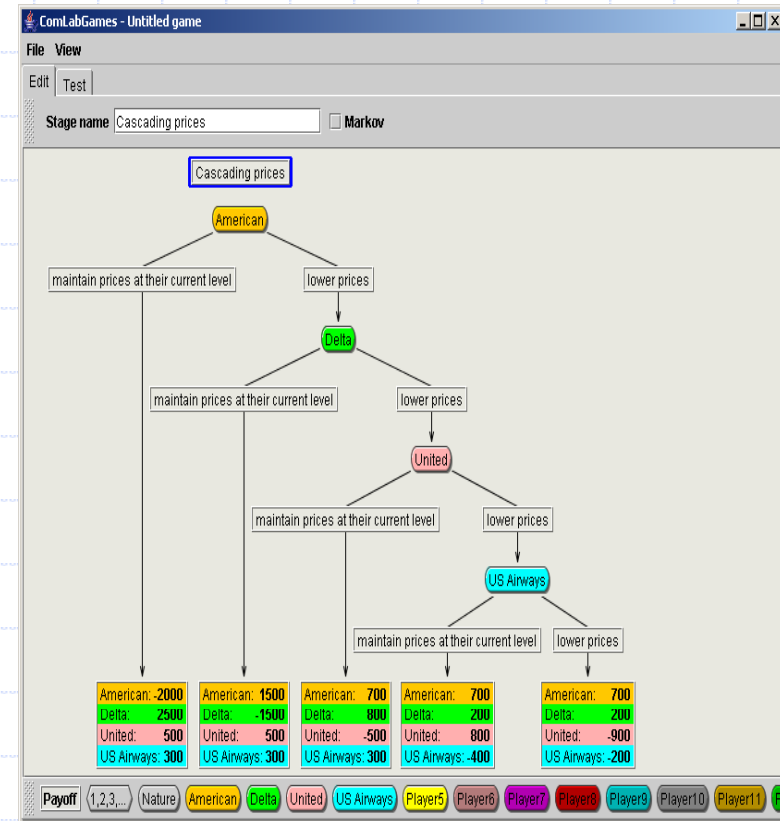 ComLabGames - Untitled game
File View
Edit Test
Stage name Cascading prices Markov
Cascading prices
American
maintain prices at their current level lower prices
Delta
maintain prices at their current level lower prices
United
maintain prices at their current level lower prices
US Airways
maintain prices at their current level lower prices
American: -2000 American: 1500 American: 700 American: 700 American: 700
Delta: 2500 Delta: -1500 Delta: 800 Delta: 200 Delta: 200
United: 500 United: 500 United: -500 United: 800 United: -900
US Airways: 300 US Airways: 300 US Airways: 300 US Airways: -400 US Airways: -200
Payoff 1,2,3,... Nature American Delta United US Airways Player5 Player6 Player7 Player8 Player9 Player10 Player11